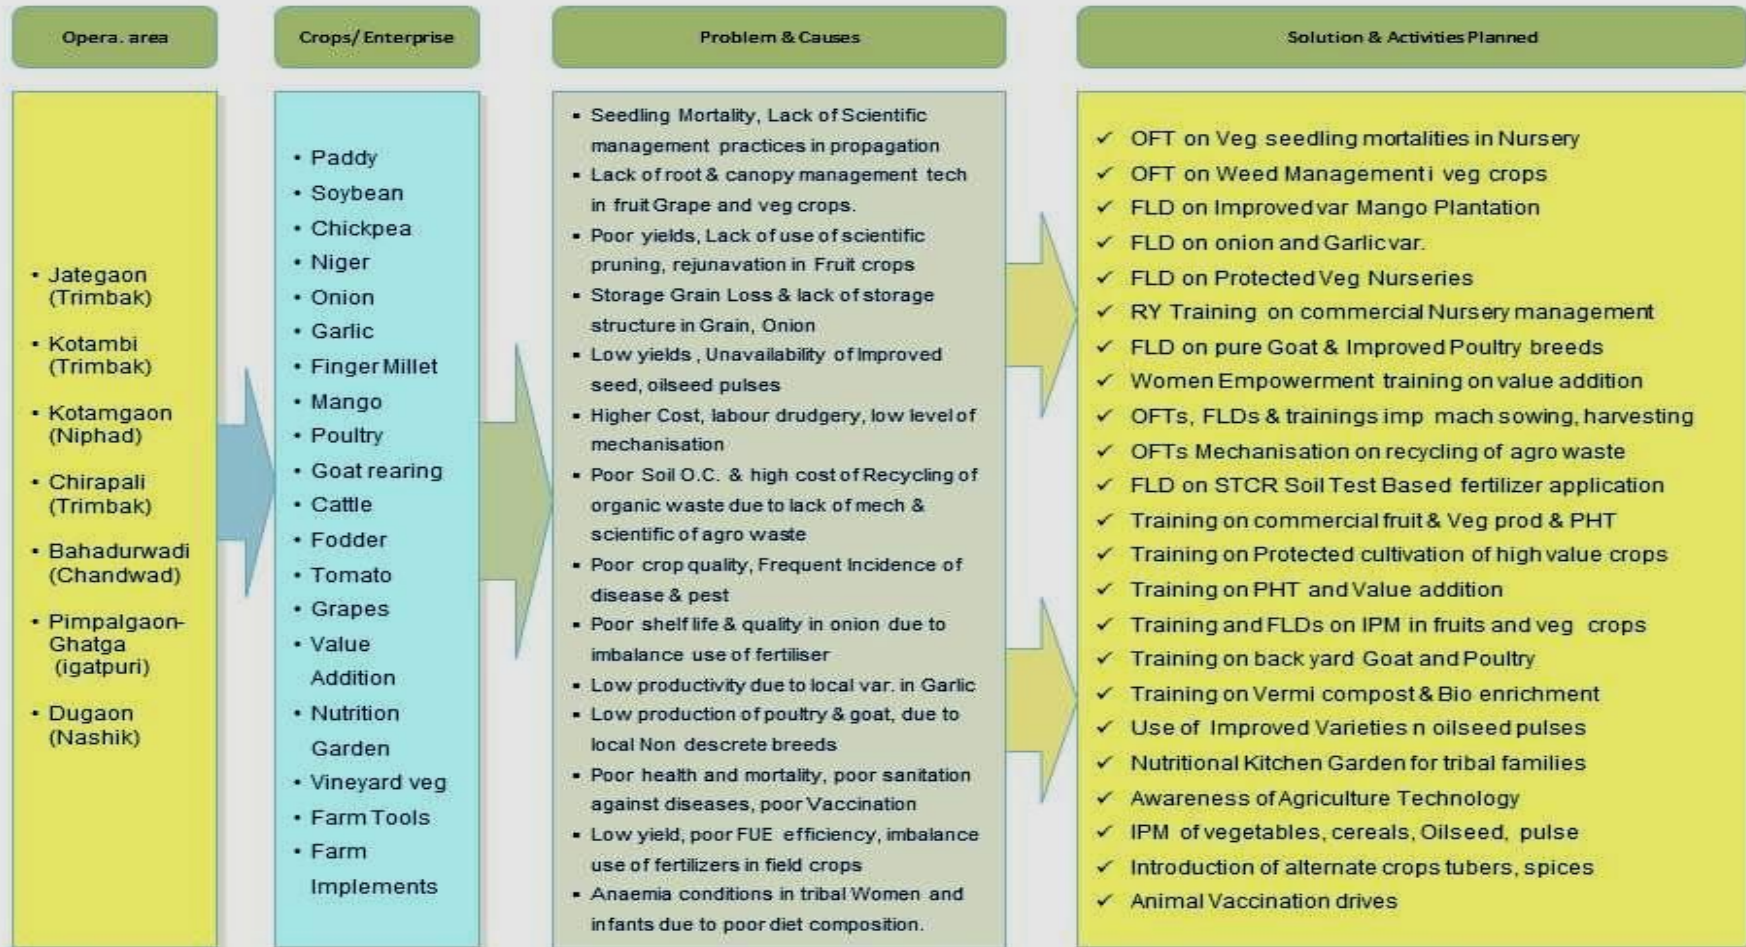 Opera. area
Crops/ Enterprise
Problem & Causes
Solution & Activities Planned
• Jategaon
(Trimbak)
• Kotambi
(Trimbak)
• Kotamgaon
(Niphad)
• Chirapali
(Trimbak)
• Bahadurwadi
(Chandwad)
• Pimpalgaon-
Ghatga
(igatpuri)
• Dugaon
(Nashik)
• Paddy
• Soybean
• Chickpea
• Niger
• Onion
• Garlic
• Finger Millet
• Mango
• Poultry
• Goat rearing
• Cattle
• Fodder
• Tomato
• Grapes
• Value
Addition
• Nutrition
Garden
• Vineyard veg
• Farm Tools
• Farm
Implements
▪ Seedling Mortality, Lack of Scientific
management practices in propagation
▪ Lack of root & canopy management tech
in fruit Grape and veg crops.
▪ Poor yields, Lack of use of scientific
pruning, rejunavation in Fruit crops
▪ Storage Grain Loss & lack of storage
structure in Grain, Onion
▪ Low yields , Unavailability of Improved
seed, oilseed pulses
▪ Higher Cost, labour drudgery, low level of
mechanisation
▪ Poor Soil O.C. & high cost of Recycling of
organic waste due to lack of mech &
scientific of agro waste
▪ Poor crop quality, Frequent Incidence of
disease & pest
▪ Poor shelf life & quality in onion due to
imbalance use of fertiliser
▪ Low productivity due to local var. in Garlic
▪ Low production of poultry & goat, due to
local Non descrete breeds
▪ Poor health and mortality, poor sanitation
against diseases, poor Vaccination
▪ Low yield, poor FUE efficiency, imbalance
use of fertilizers in field crops
▪ Anaemia conditions in tribal Women and
infants due to poor diet composition.
✓ OFT on Veg seedling mortalities in Nursery
✓ OFT on Weed Management i veg crops
✓ FLD on Improved var Mango Plantation
✓ FLD on onion and Garlic var.
✓ FLD on Protected Veg Nurseries
✓ RY Training on commercial Nursery management
✓ FLD on pure Goat & Improved Poultry breeds
✓ Women Empowerment training on value addition
✓ OFTs, FLDs & trainings imp mach sowing, harvesting
✓ OFTs Mechanisation on recycling of agro waste
✓ FLD on STCR Soil Test Based fertilizer application
✓ Training on commercial fruit & Veg prod & PHT
✓ Training on Protected cultivation of high value crops
✓ Training on PHT and Value addition
✓ Training and FLDs on IPM in fruits and veg crops
✓ Training on back yard Goat and Poultry
✓ Training on Vermi compost & Bio enrichment
✓ Use of Improved Varieties n oilseed pulses
✓ Nutritional Kitchen Garden for tribal families
✓ Awareness of Agriculture Technology
✓ IPM of vegetables, cereals, Oilseed, pulse
✓ Introduction of alternate crops tubers, spices
✓ Animal Vaccination drives